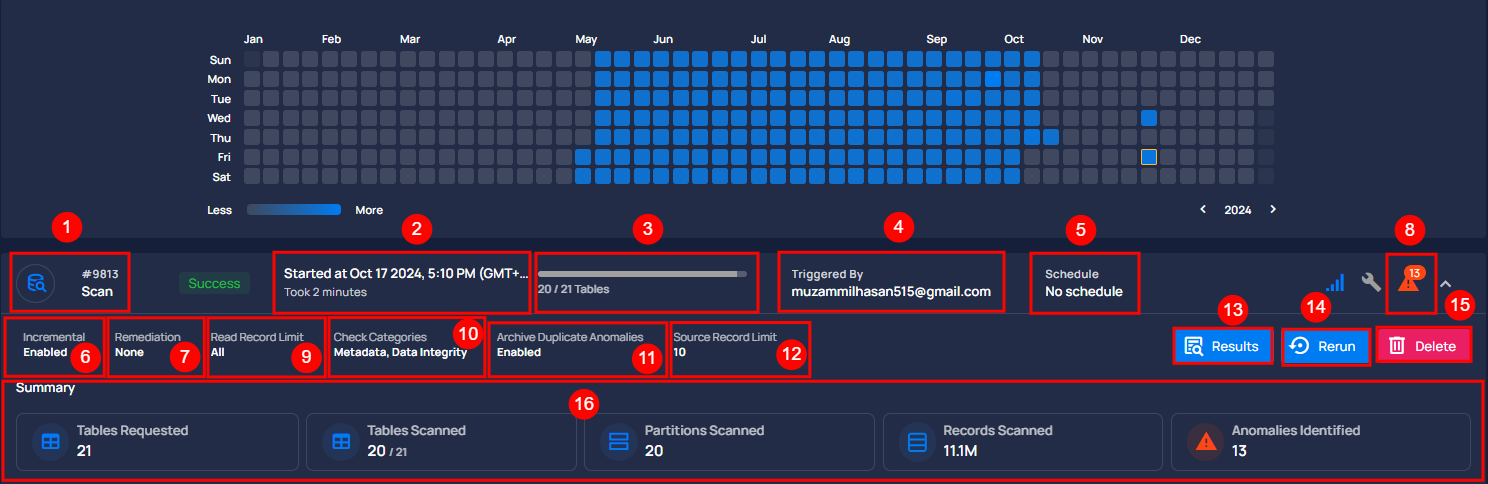 Jan Feb Mar Apr May Jun Jul Aug Sep Oct Nov Dec
Sun
Mon
Tue
Wed
Thu
Fri
Sat
Less More 2024
1 2 3 4 5 8
#9813
Scan
Success
Started at Oct 17 2024, 5:10 PM (GMT+...
Took 2 minutes
20 / 21 Tables
Triggered By
muzammilhasan515@gmail.com
Schedule
No schedule
13
Incremental
Enabled
6
Remediation
None
7
Read Record Limit
All
9
Check Categories
Metadata, Data Integrity
10
Archive Duplicate Anomalies
Enabled
11
Source Record Limit
10
12
13 14 15
Results Rerun Delete
Summary
16
Tables Requested
21
Tables Scanned
20 / 21
Partitions Scanned
20
Records Scanned
11.1M
Anomalies Identified
13